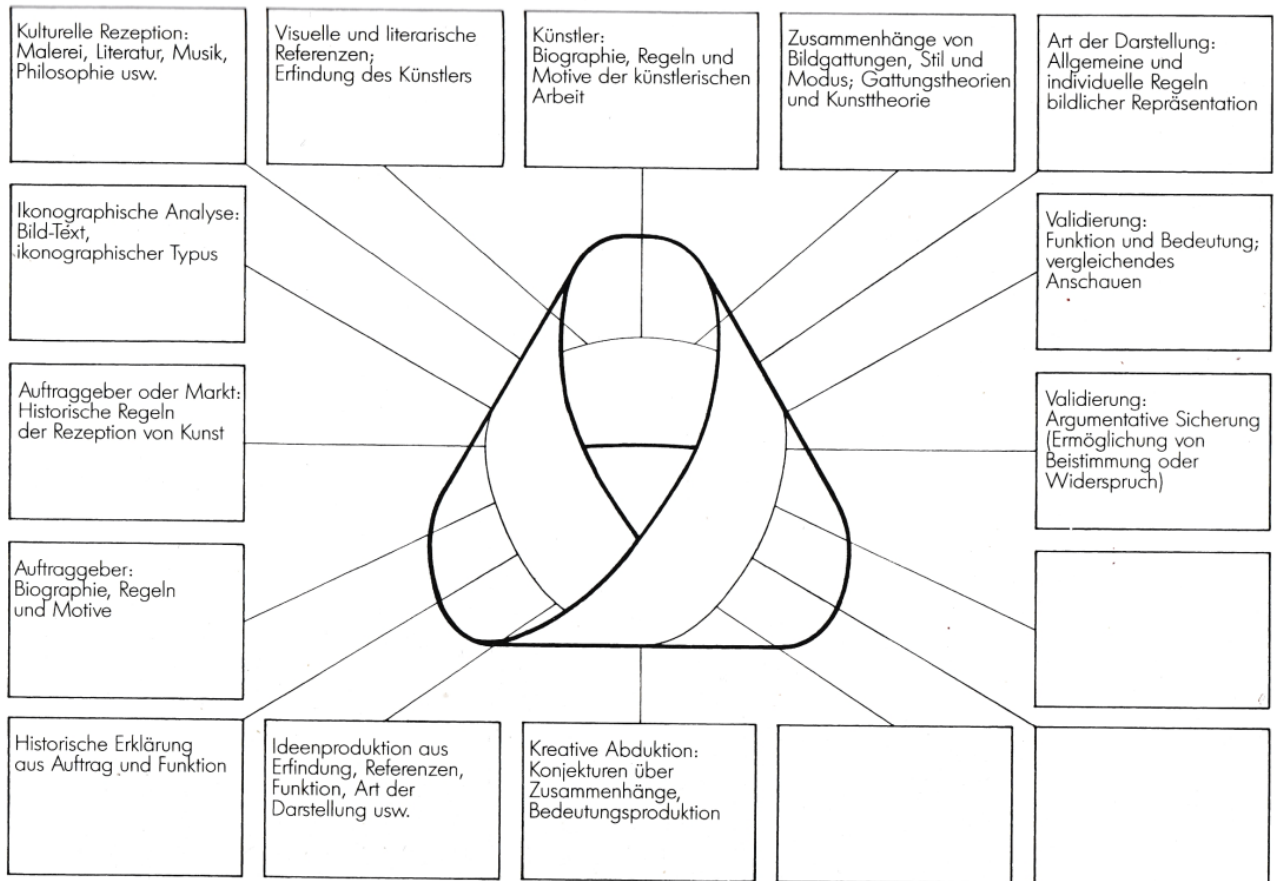 Kulturelle Rezeption:
Malerei, Literatur, Musik,
Philosophie usw.
Visuelle und literarische
Referenzen;
Erfindung des Künstlers
Künstler:
Biographie, Regeln und
Motive der künstlerischen
Arbeit
Zusammenhänge von
Bildgattungen, Stil und
Modus; Gattungstheorien
und Kunsttheorie
Art der Darstellung:
Allgemeine und
individuelle Regeln
bildlicher Repräsentation
Ikonographische Analyse:
Bild-Text,
ikonographischer Typus
Validierung:
Funktion und Bedeutung;
vergleichendes
Anschauen
Auftraggeber oder Markt:
Historische Regeln
der Rezeption von Kunst
Validierung:
Argumentative Sicherung
(Ermöglichung von
Beistimmung oder
Widerspruch)
Auftraggeber:
Biographie, Regeln
und Motive
Historische Erklärung
aus Auftrag und Funktion
Ideenproduktion aus
Erfindung, Referenzen,
Funktion, Art der
Darstellung usw.
Kreative Abduktion:
Konjekturen über
Zusammenhänge,
Bedeutungsproduktion